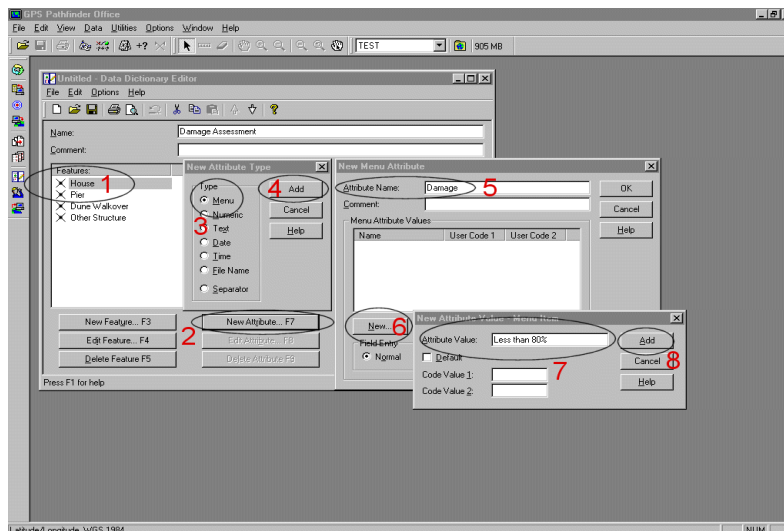 GPS Pathfinder Office
File Edit View Data Utilities Options Window Help
TEST 905 MB
Untitled - Data Dictionary Editor
File Edit Options Help
Name: Damage Assessment
Comment:
Features:
House 1
Pier
Dune Walkover
Other Structure
New Feature... F3
New Attribute... F7
2
Edit Feature... F4
Edit Attribute... F8
Delete Feature F5
Delete Attribute F6
Press F1 for help
New Attribute Type
Type
Menu
3
Numeric
Text
Date
Time
File Name
Separator
4 Add
Cancel
Help
New Menu Attribute
Attribute Name: Damage 5
Comment:
Menu Attribute Values
Name User Code 1 User Code 2
OK
Cancel
Help
New... 6
Field Entry
Normal
New Attribute Value - Menu Item
Attribute Value: Less than 80%
Default
7
Code Value 1:
Code Value 2:
Add
Cancel 8
Help
Latitude/Longitude WGS 1984 NUM